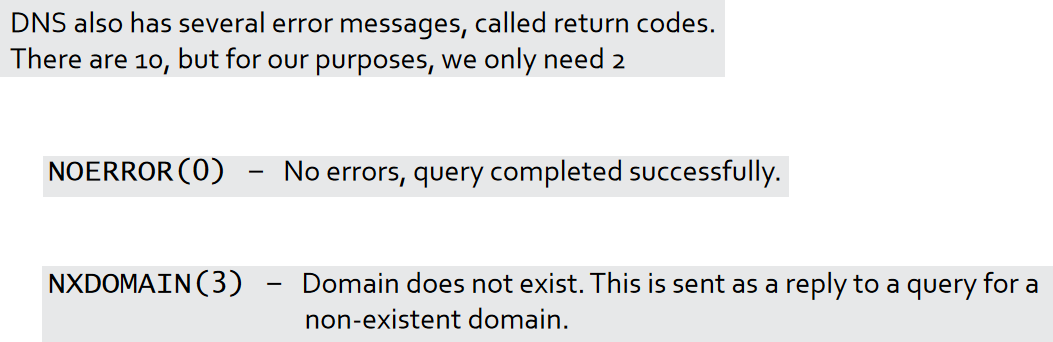 DNS also has several error messages, called return codes.
There are 10, but for our purposes, we only need 2
NOERROR(0) – No errors, query completed successfully.
NXDOMAIN(3) – Domain does not exist. This is sent as a reply to a query for a
non-existent domain.